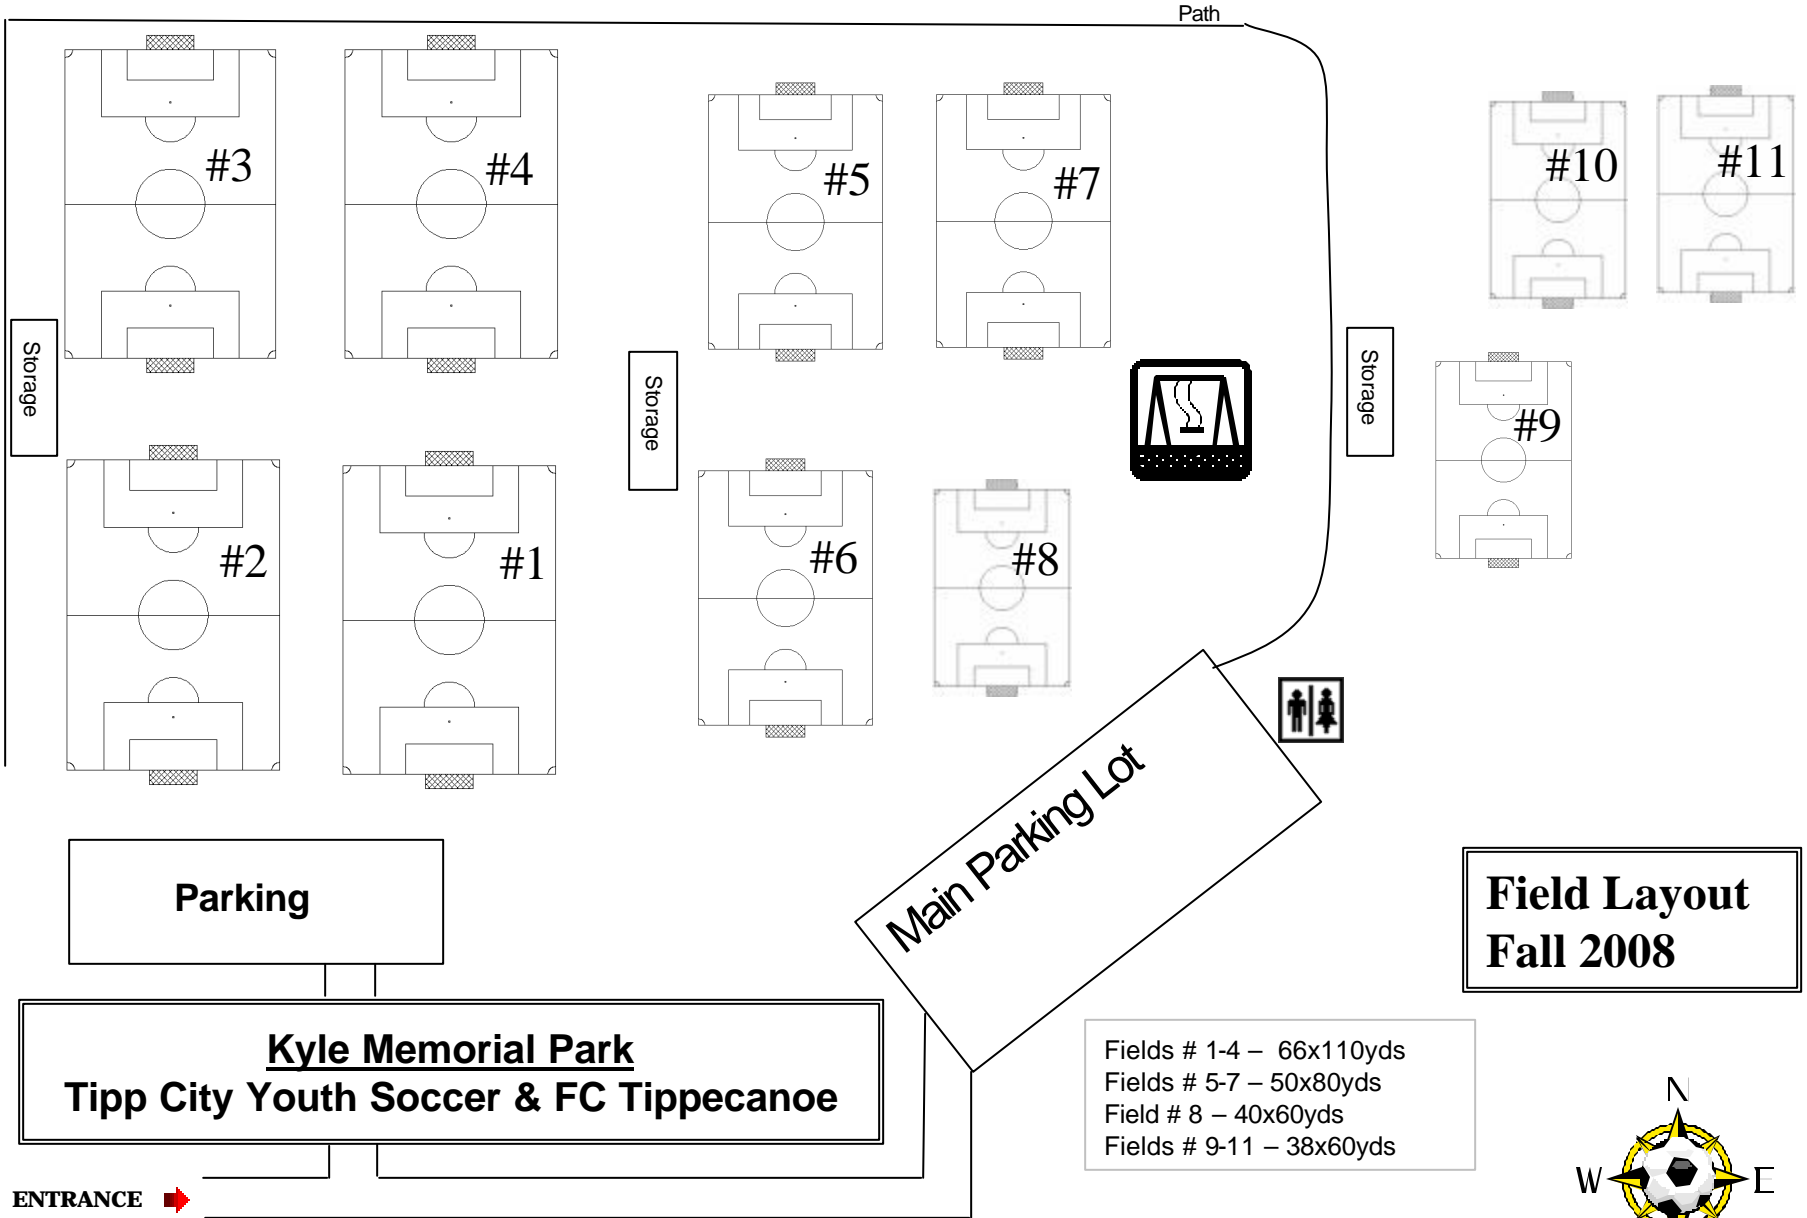 Path
#3
#4
#5
#7
#10
#11
Storage
Storage
Storage
#9
#2
#1
#6
#8
Main Parking Lot
Parking
Field Layout
Fall 2008
Kyle Memorial Park
Tipp City Youth Soccer & FC Tippecanoe
Fields # 1-4 – 66x110yds
Fields # 5-7 – 50x80yds
Field # 8 – 40x60yds
Fields # 9-11 – 38x60yds
N
W E
ENTRANCE